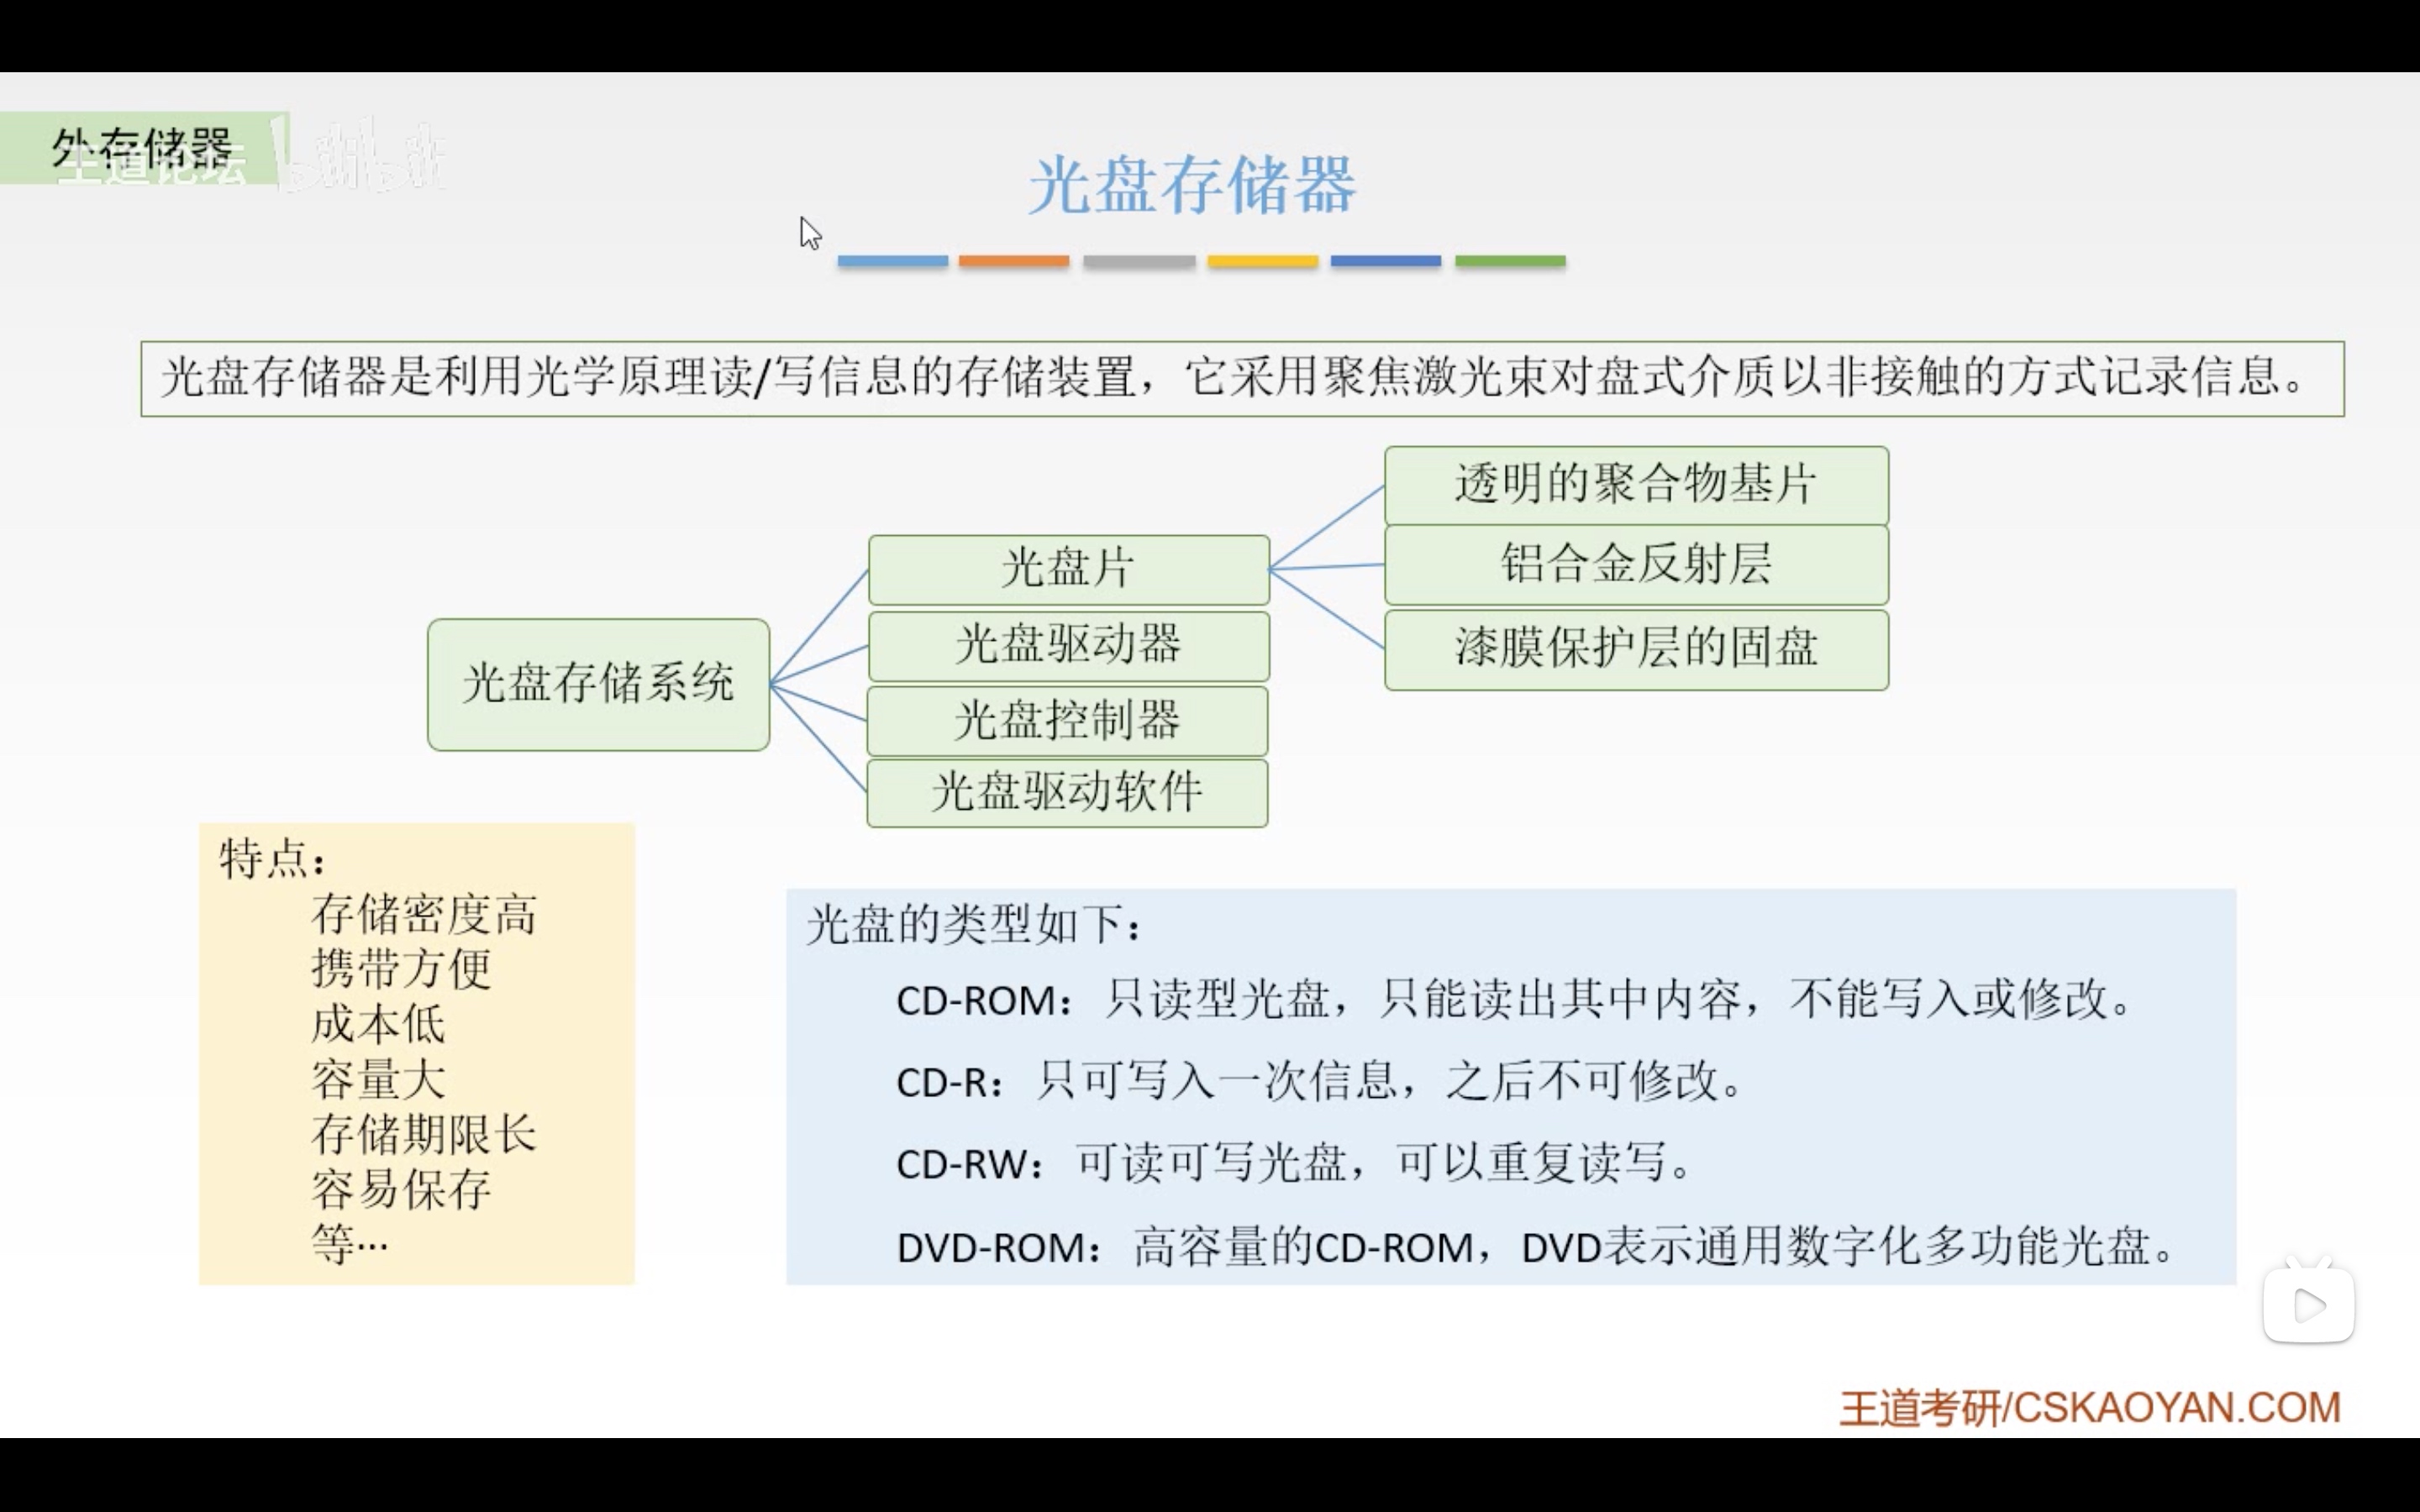 外存储器
王道论坛
bilibili
光盘存储器
光盘存储器是利用光学原理读/写信息的存储装置，它采用聚焦激光束对盘式介质以非接触的方式记录信息。
透明的聚合物基片
铝合金反射层
漆膜保护层的固盘
光盘片
光盘驱动器
光盘控制器
光盘驱动软件
光盘存储系统
特点：
存储密度高
携带方便
成本低
容量大
存储期限长
容易保存
等…
光盘的类型如下：
CD-ROM：只读型光盘，只能读出其中内容，不能写入或修改。
CD-R：只可写入一次信息，之后不可修改。
CD-RW：可读可写光盘，可以重复读写。
DVD-ROM：高容量的CD-ROM，DVD表示通用数字化多功能光盘。
王道考研/CSKAOYAN.COM